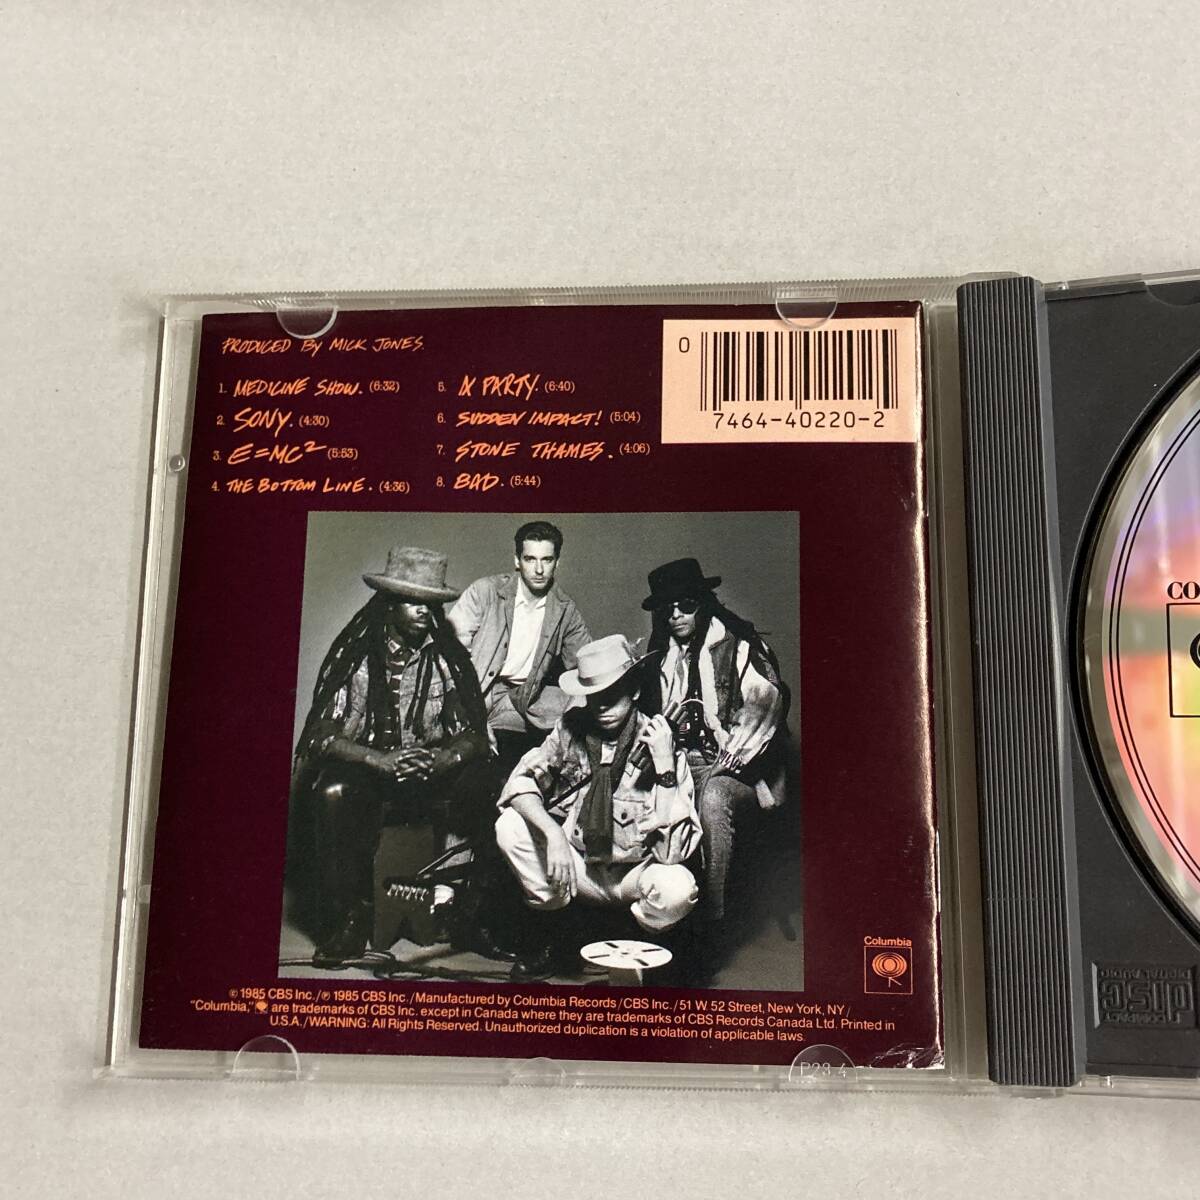 PRODUCED BY MICK JONES.
1. MEDICINE SHOW. (6:32)
2. SONY. (4:30)
3. E=MC2 (5:53)
4. THE BOTTOM LINE. (4:36)
5. A PARTY. (6:40)
6. SUDDEN IMPACT! (5:04)
7. STONE THAMES. (4:06)
8. BAD. (5:44)
0
7464-40220-2
Columbia
© 1985 CBS Inc./℗ 1985 CBS Inc./Manufactured by Columbia Records/CBS Inc./51 W. 52 Street, New York, NY/
"Columbia," are trademarks of CBS Inc. except in Canada where they are trademarks of CBS Records Canada Ltd. Printed in
U.S.A./WARNING: All Rights Reserved. Unauthorized duplication is a violation of applicable laws.
CO
COMPACT
DISC
DIGITAL AUDIO